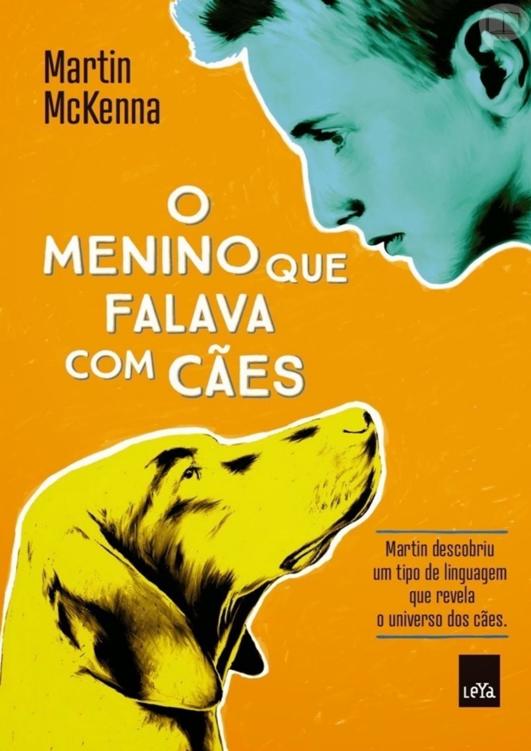 Martin
McKenna
O
MENINO QUE
FALAVA
COM CÃES
Martin descobriu
um tipo de linguagem
que revela
o universo dos cães.
LeYa